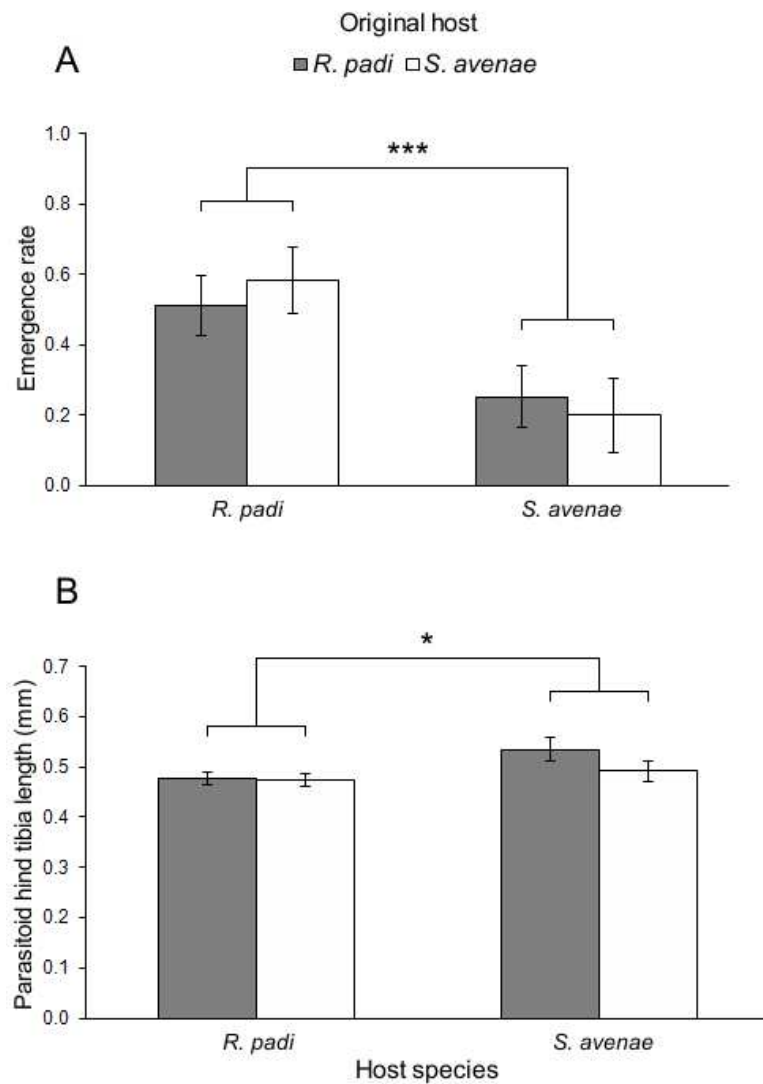 Original host
A
R. padi S. avenae
1.0
***
0.8
0.6
0.4
0.2
0.0
Emergence rate
R. padi S. avenae
B
*
0.7
0.6
0.5
0.4
0.3
0.2
0.1
0.0
Parasitoid hind tibia length (mm)
R. padi S. avenae
Host species